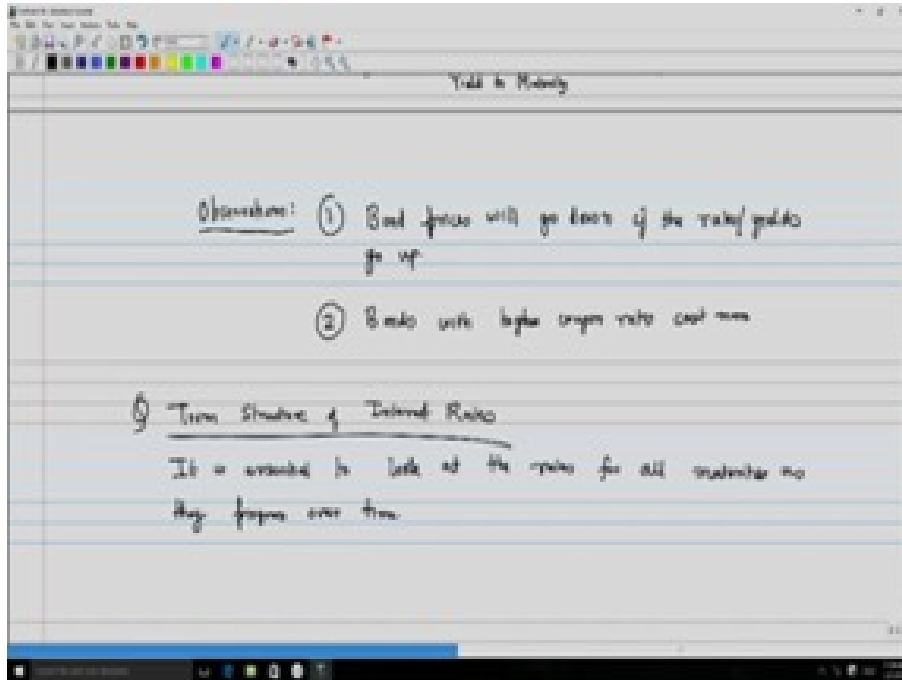 Yield to Maturity
Observations: ① Bond prices will go down if the rates/yields
go up
② Bonds with higher coupon rates cost more
Term Structure of Interest Rates
It is essential to look at the rates for all maturities as
they progress over time